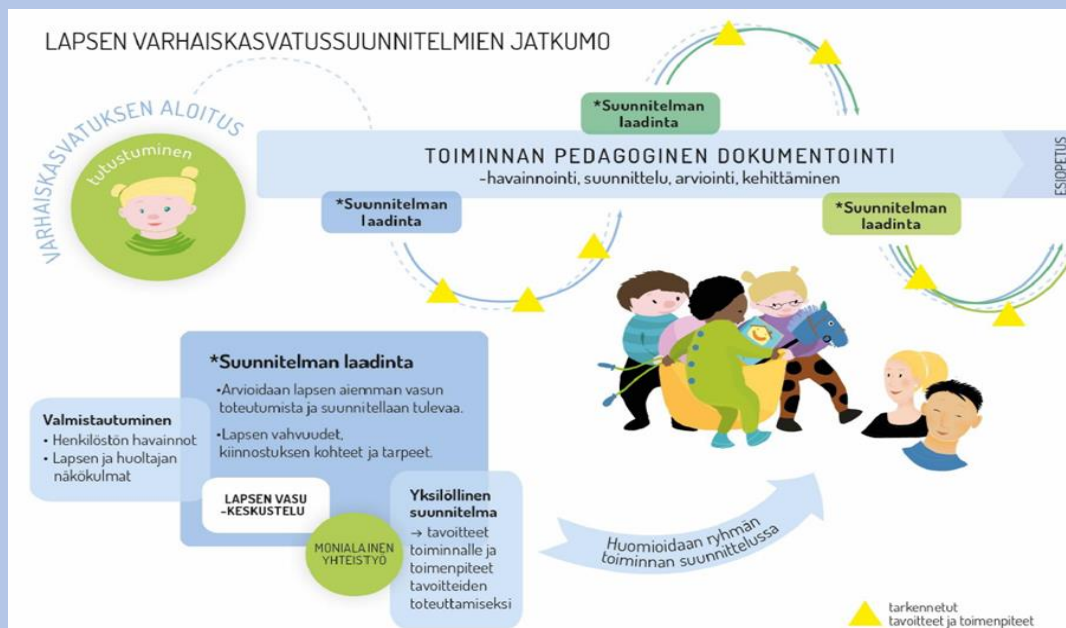 LAPSEN VARHAISKASVATUSSUUNNITELMIEN JATKUMO
VARHAISKASVATUKSEN ALOITUS
tutustuminen
*Suunnitelman
laadinta
TOIMINNAN PEDAGOGINEN DOKUMENTOINTI
-havainnointi, suunnittelu, arviointi, kehittäminen
ESIOPETUS
*Suunnitelman
laadinta
*Suunnitelman
laadinta
*Suunnitelman laadinta
•Arvioidaan lapsen aiemman vasun
toteutumista ja suunnitellaan tulevaa.
•Lapsen vahvuudet,
kiinnostuksen kohteet ja tarpeet.
Valmistautuminen
• Henkilöstön havainnot
• Lapsen ja huoltajan
näkökulmat
LAPSEN VASU
-KESKUSTELU
MONIALAINEN
YHTEISTYÖ
Yksilöllinen
suunnitelma
→ tavoitteet
toiminnalle ja
toimenpiteet
tavoitteiden
toteuttamiseksi
Huomioidaan ryhmän
toiminnan suunnittelussa
tarkennetut
tavoitteet ja toimenpiteet